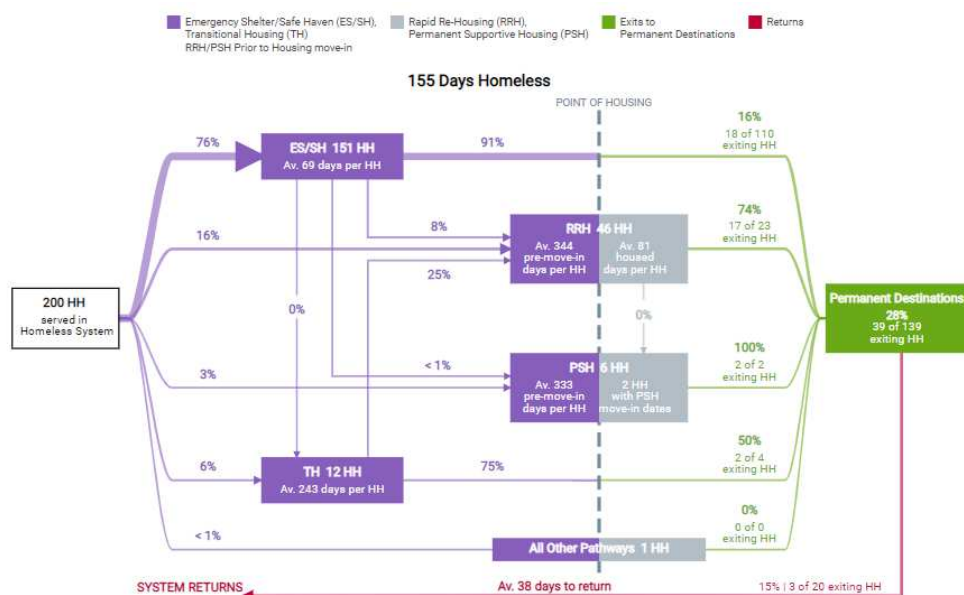 Emergency Shelter/Safe Haven (ES/SH),
Transitional Housing (TH)
RRH/PSH Prior to Housing move-in
Rapid Re-Housing (RRH),
Permanent Supportive Housing (PSH)
Exits to
Permanent Destinations
Returns
155 Days Homeless
POINT OF HOUSING
76%
ES/SH 151 HH
Av. 69 days per HH
91%
16%
18 of 110
exiting HH
16%
8%
25%
RRH 46 HH
Av. 344
pre-move-in
days per HH
Av. 81
housed
days per HH
74%
17 of 23
exiting HH
200 HH
served in
Homeless System
0%
0%
Permanent Destinations
28%
39 of 139
exiting HH
3%
< 1%
PSH 6 HH
Av. 333
pre-move-in
days per HH
2 HH
with PSH
move-in dates
100%
2 of 2
exiting HH
6%
TH 12 HH
Av. 243 days per HH
75%
50%
2 of 4
exiting HH
< 1%
All Other Pathways 1 HH
0%
0 of 0
exiting HH
SYSTEM RETURNS
Av. 38 days to return
15% | 3 of 20 exiting HH